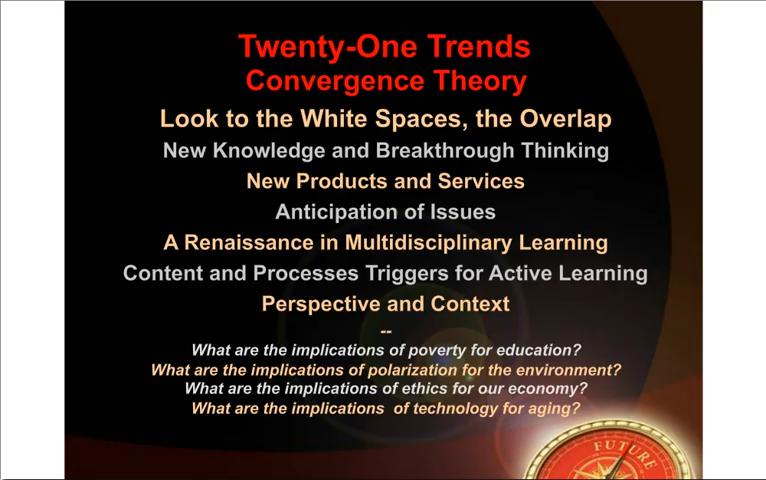 Twenty-One Trends
Convergence Theory
Look to the White Spaces, the Overlap
New Knowledge and Breakthrough Thinking
New Products and Services
Anticipation of Issues
A Renaissance in Multidisciplinary Learning
Content and Processes Triggers for Active Learning
Perspective and Context
--
What are the implications of poverty for education?
What are the implications of polarization for the environment?
What are the implications of ethics for our economy?
What are the implications of technology for aging?
FUTURE